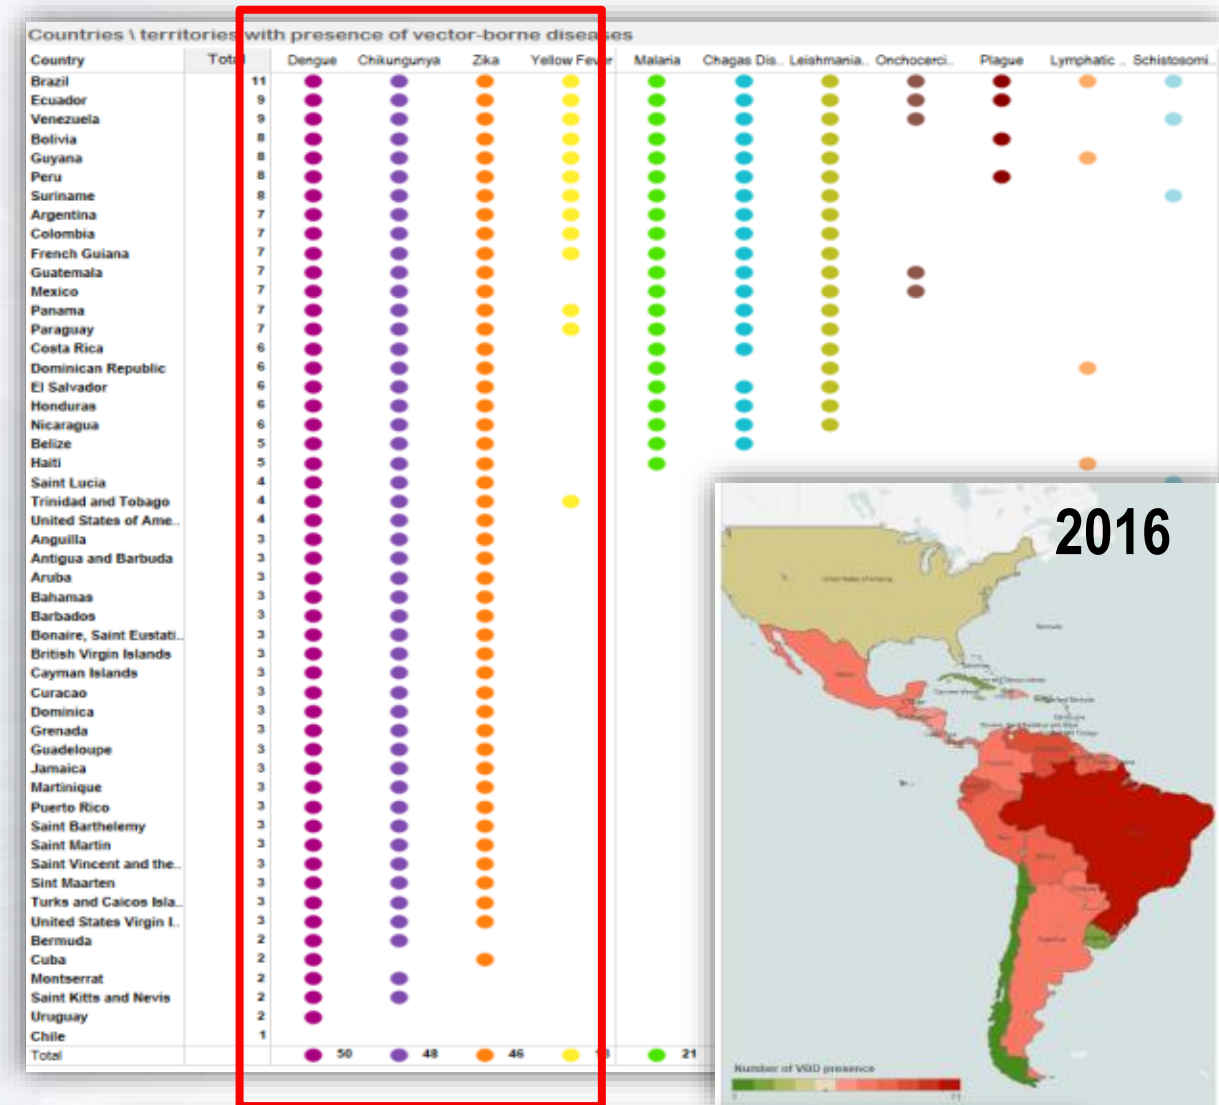 Countries \ territories with presence of vector-borne diseases
Country Total Dengue Chikungunya Zika Yellow Fever Malaria Chagas Dis.. Leishmania.. Onchocerci.. Plague Lymphatic .. Schistosomi..
Brazil 11
Ecuador 9
Venezuela 9
Bolivia 8
Guyana 8
Peru 8
Suriname 8
Argentina 7
Colombia 7
French Guiana 7
Guatemala 7
Mexico 7
Panama 7
Paraguay 7
Costa Rica 6
Dominican Republic 6
El Salvador 6
Honduras 6
Nicaragua 6
Belize 5
Haiti 5
Saint Lucia 4
Trinidad and Tobago 4
United States of Ame.. 4
Anguilla 3
Antigua and Barbuda 3
Aruba 3
Bahamas 3
Barbados 3
Bonaire, Saint Eustati.. 3
British Virgin Islands 3
Cayman Islands 3
Curacao 3
Dominica 3
Grenada 3
Guadeloupe 3
Jamaica 3
Martinique 3
Puerto Rico 3
Saint Barthelemy 3
Saint Martin 3
Saint Vincent and the.. 3
Sint Maarten 3
Turks and Caicos Isla.. 3
United States Virgin I.. 3
Bermuda 2
Cuba 2
Montserrat 2
Saint Kitts and Nevis 2
Uruguay 2
Chile 1
Total 50 48 46 21
2016
United States of America
Bermuda
Number of VBD presence
1 11